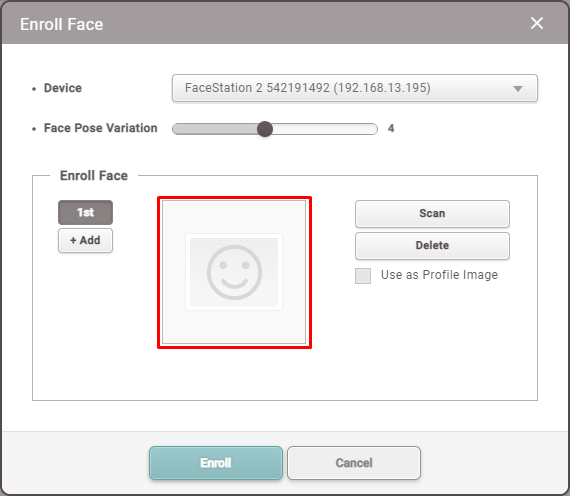 Enroll Face
Device
FaceStation 2 542191492 (192.168.13.195)
Face Pose Variation
4
Enroll Face
1st
+ Add
Scan
Delete
Use as Profile Image
Enroll
Cancel